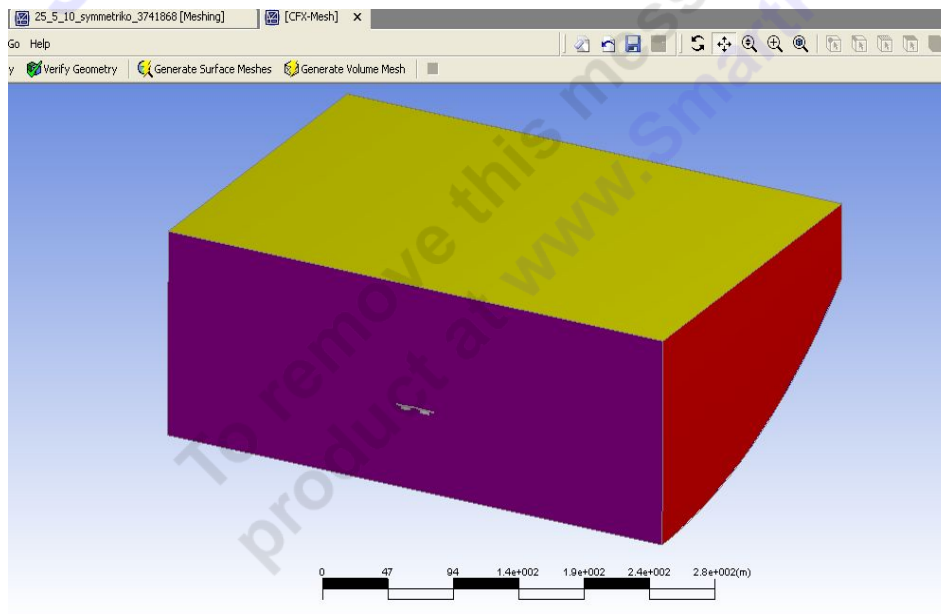 25_5_10_symmetriko_3741868 [Meshing] [CFX-Mesh] X
Go Help
y Verify Geometry Generate Surface Meshes Generate Volume Mesh
To remove this mess
product at www.Smart
0 47 94 1.4e+002 1.9e+002 2.4e+002 2.8e+002(m)